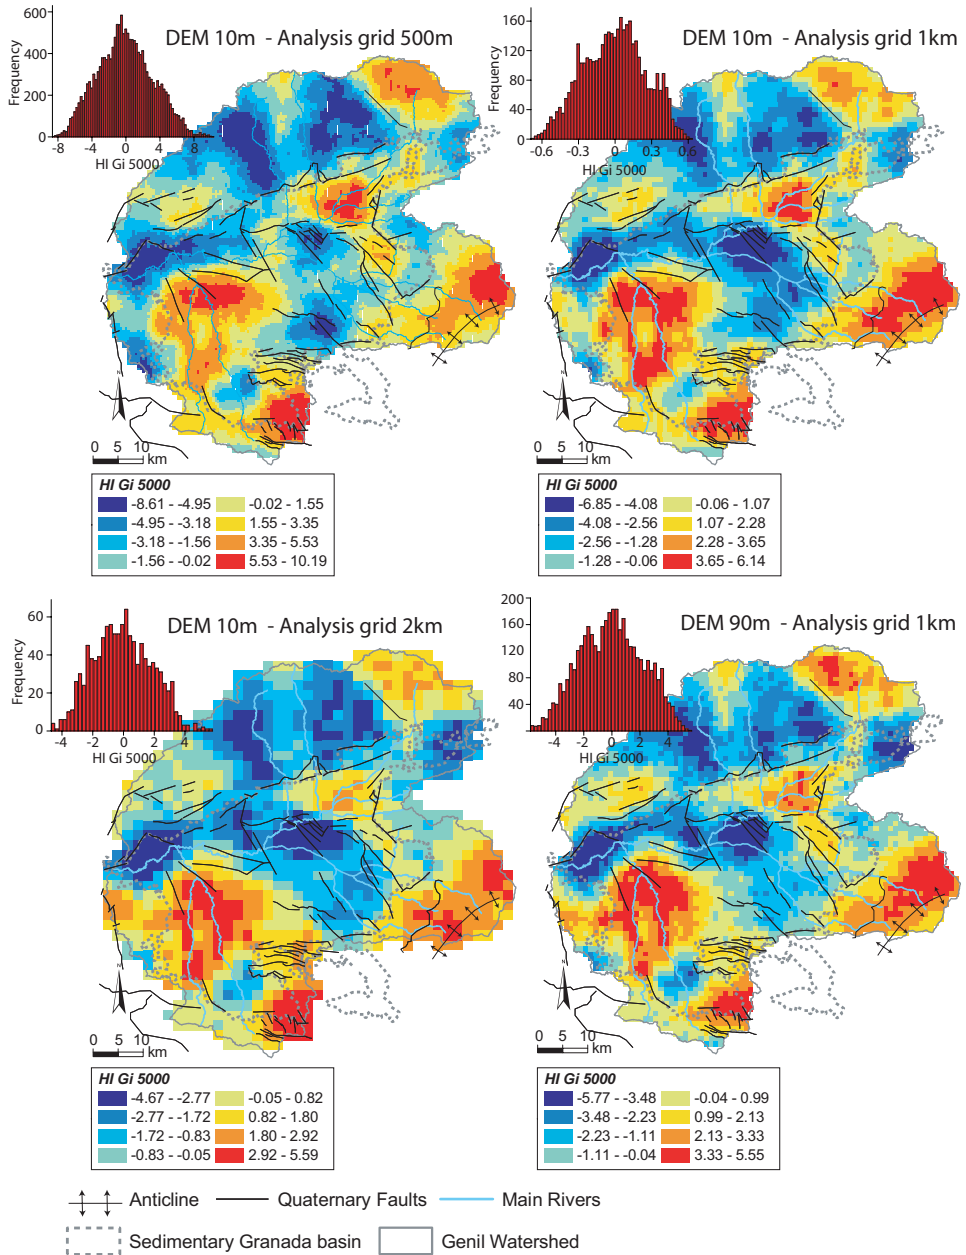 DEM 10m - Analysis grid 500m
Frequency
600
400
200
0
-8 -4 0 4 8
HI Gi 5000
0 5 10
km
HI Gi 5000
-8.61 - -4.95 -0.02 - 1.55
-4.95 - -3.18 1.55 - 3.35
-3.18 - -1.56 3.35 - 5.53
-1.56 - -0.02 5.53 - 10.19
DEM 10m - Analysis grid 1km
Frequency
160
120
80
40
0
-0.6 -0.3 0 0.3 0.6
HI Gi 5000
0 5 10
km
HI Gi 5000
-6.85 - -4.08 -0.06 - 1.07
-4.08 - -2.56 1.07 - 2.28
-2.56 - -1.28 2.28 - 3.65
-1.28 - -0.06 3.65 - 6.14
DEM 10m - Analysis grid 2km
Frequency
60
40
20
0
-4 -2 0 2 4
HI Gi 5000
0 5 10
km
HI Gi 5000
-4.67 - -2.77 -0.05 - 0.82
-2.77 - -1.72 0.82 - 1.80
-1.72 - -0.83 1.80 - 2.92
-0.83 - -0.05 2.92 - 5.59
DEM 90m - Analysis grid 1km
Frequency
200
160
120
80
40
-4 -2 0 2 4
HI Gi 5000
0 5 10
km
HI Gi 5000
-5.77 - -3.48 -0.04 - 0.99
-3.48 - -2.23 0.99 - 2.13
-2.23 - -1.11 2.13 - 3.33
-1.11 - -0.04 3.33 - 5.55
Anticline Quaternary Faults Main Rivers
Sedimentary Granada basin Genil Watershed